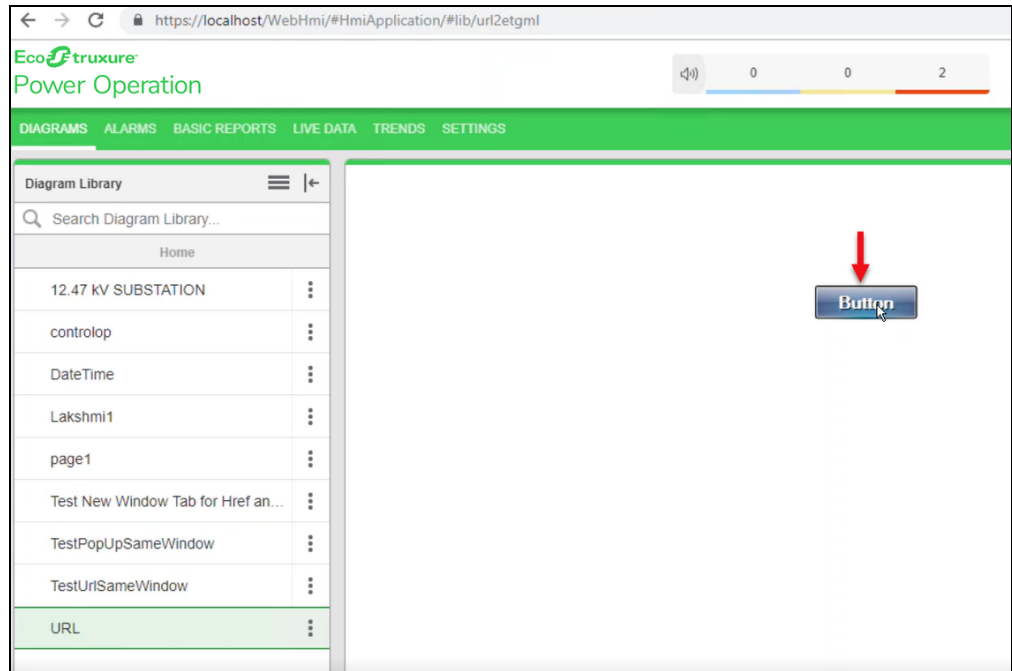 https://localhost/WebHmi/#HmiApplication/#lib/url2etgml
EcoStruxure
Power Operation
0 0 2
DIAGRAMS ALARMS BASIC REPORTS LIVE DATA TRENDS SETTINGS
Diagram Library
Search Diagram Library...
Home
12.47 kV SUBSTATION
controlop
DateTime
Lakshmi1
page1
Test New Window Tab for Href an...
TestPopUpSameWindow
TestUrlSameWindow
URL
Button